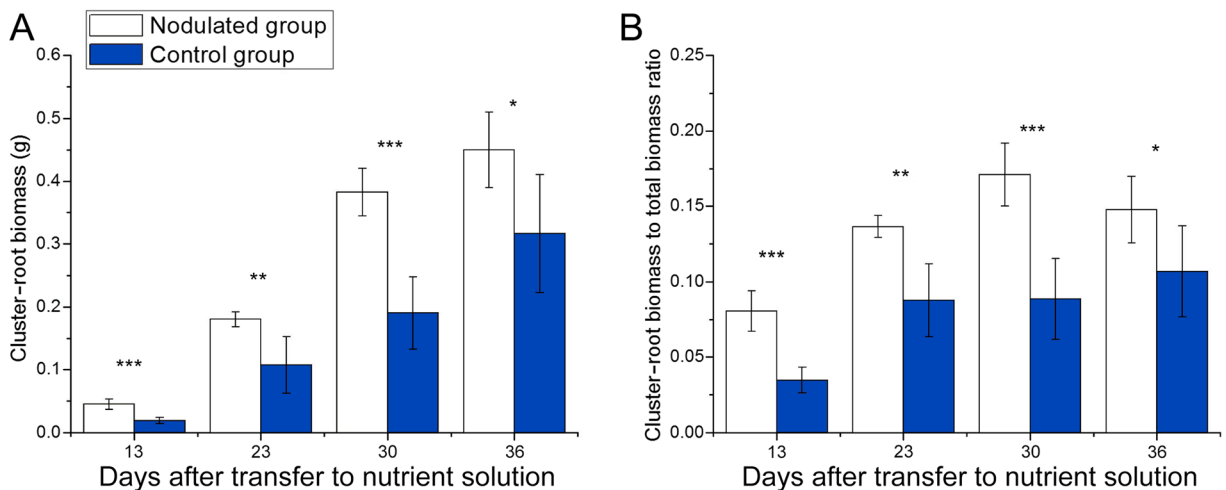 A
Nodulated group
Control group
Cluster-root biomass (g)
0.6
0.5
0.4
0.3
0.2
0.1
0.0
***
**
***
*
13 23 30 36
Days after transfer to nutrient solution
B
Cluster-root biomass to total biomass ratio
0.25
0.20
0.15
0.10
0.05
0.00
***
**
***
*
13 23 30 36
Days after transfer to nutrient solution